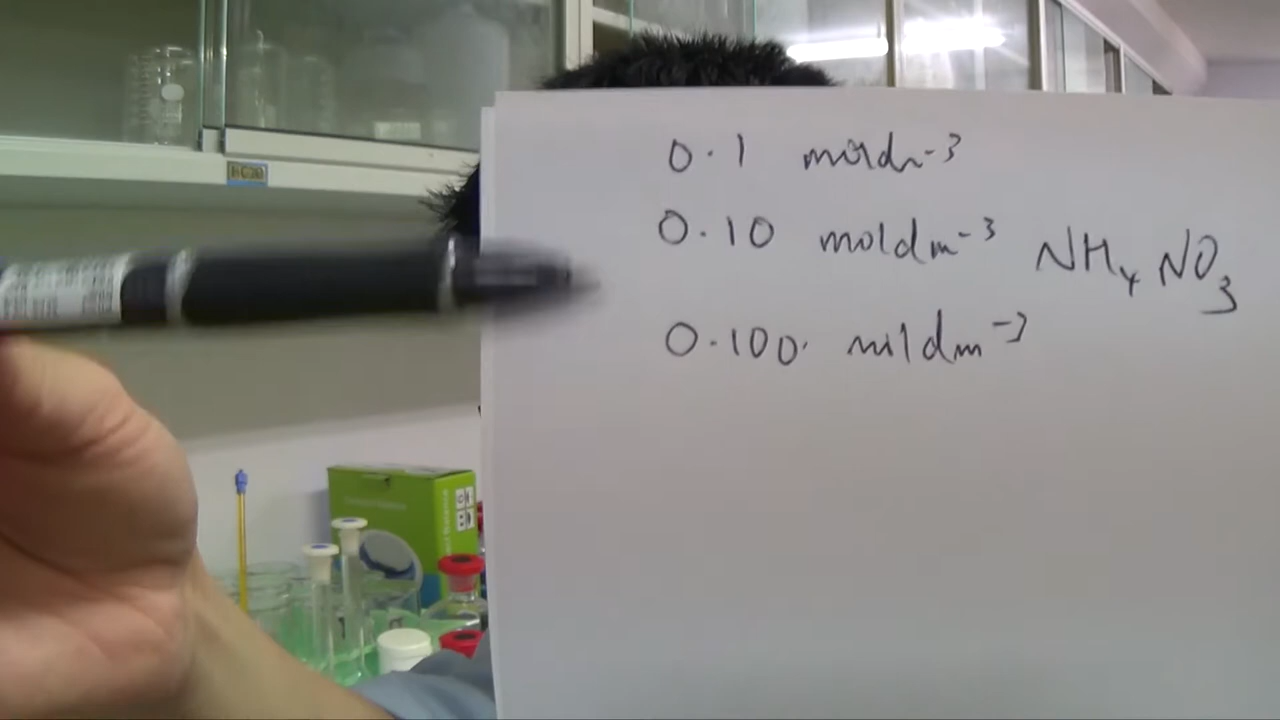 0.1 moldm⁻³
0.10 moldm⁻³ NH₄NO₃
0.100 moldm⁻³